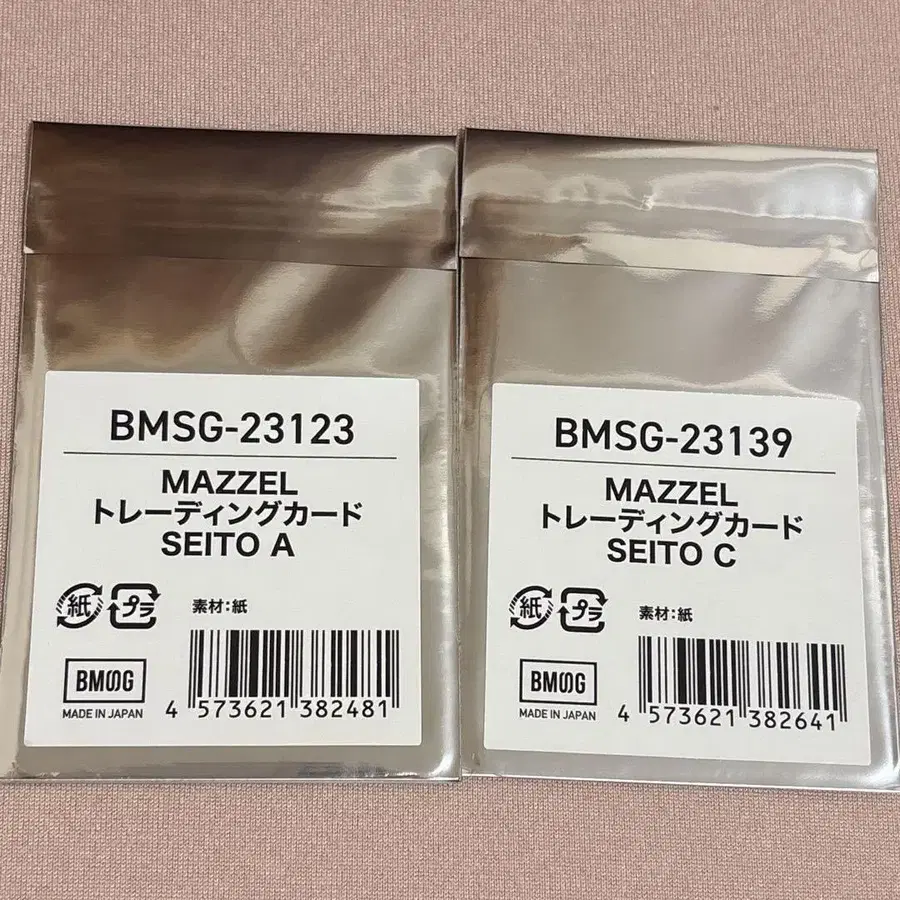 BMSG-23123
MAZZEL
トレーディングカード
SEITO A
紙
プラ
素材:紙
BMSG
MADE IN JAPAN
4 573621 382481
BMSG-23139
MAZZEL
トレーディングカード
SEITO C
紙
プラ
素材:紙
BMSG
MADE IN JAPAN
4 573621 382641